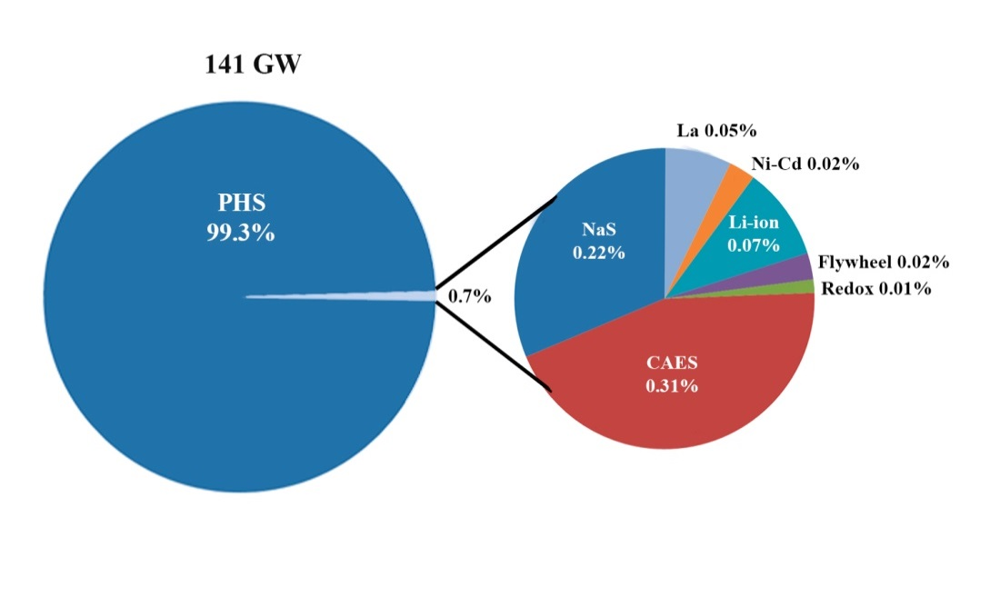 141 GW
PHS
99.3%
0.7%
La 0.05%
Ni-Cd 0.02%
Li-ion
0.07%
Flywheel 0.02%
Redox 0.01%
NaS
0.22%
CAES
0.31%